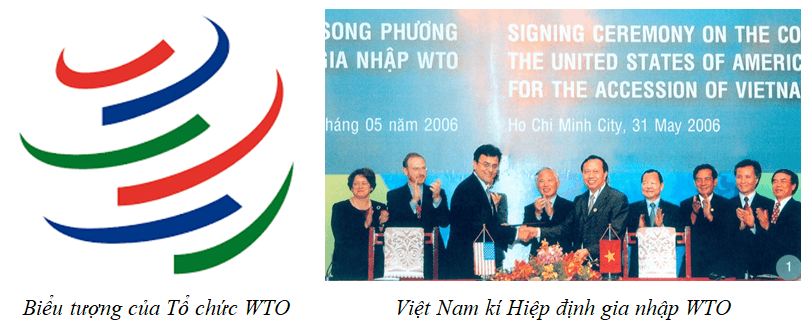 SONG PHƯƠNG
GIA NHẬP WTO
háng 05 năm 2006
SIGNING CEREMONY ON THE CO
THE UNITED STATES OF AMERIC
FOR THE ACCESSION OF VIETNA
Ho Chi Minh City, 31 May 2006
1
Biểu tượng của Tổ chức WTO
Việt Nam kí Hiệp định gia nhập WTO